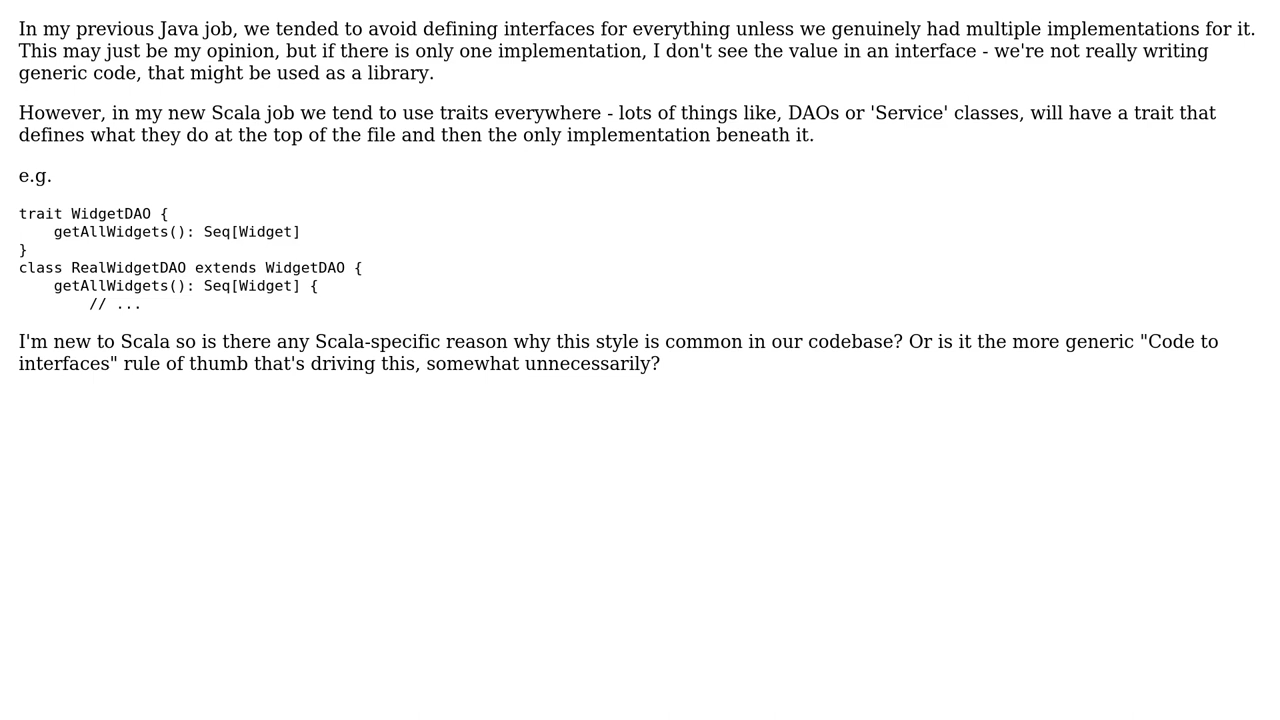 In my previous Java job, we tended to avoid defining interfaces for everything unless we genuinely had multiple implementations for it.
This may just be my opinion, but if there is only one implementation, I don't see the value in an interface - we're not really writing
generic code, that might be used as a library.
However, in my new Scala job we tend to use traits everywhere - lots of things like, DAOs or 'Service' classes, will have a trait that
defines what they do at the top of the file and then the only implementation beneath it.
e.g.
trait WidgetDAO {
    getAllWidgets(): Seq[Widget]
}
class RealWidgetDAO extends WidgetDAO {
    getAllWidgets(): Seq[Widget] {
        // ...
I'm new to Scala so is there any Scala-specific reason why this style is common in our codebase? Or is it the more generic "Code to
interfaces" rule of thumb that's driving this, somewhat unnecessarily?